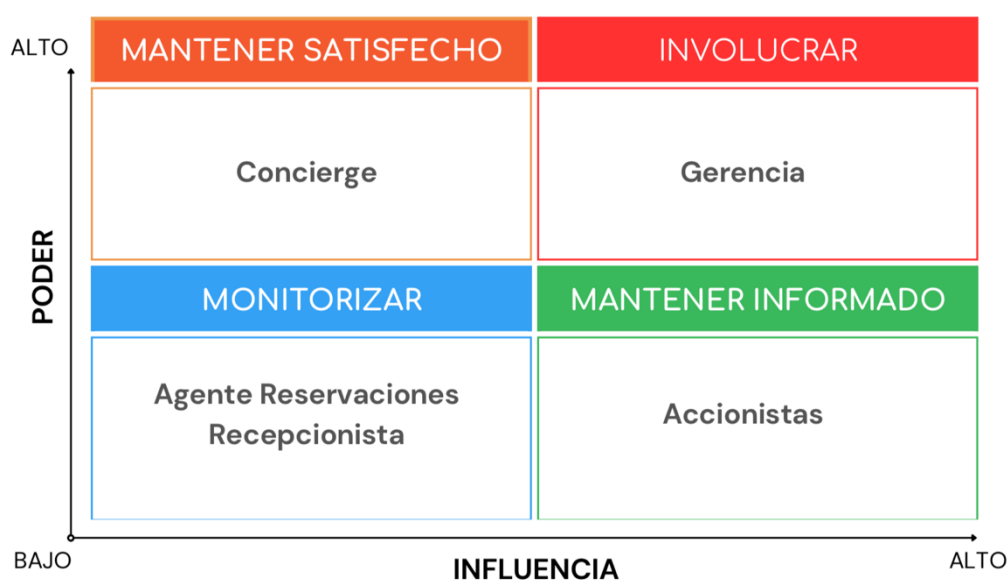 ALTO
MANTENER SATISFECHO
INVOLUCRAR
Concierge
Gerencia
PODER
MONITORIZAR
MANTENER INFORMADO
Agente Reservaciones
Recepcionista
Accionistas
BAJO
INFLUENCIA
ALTO